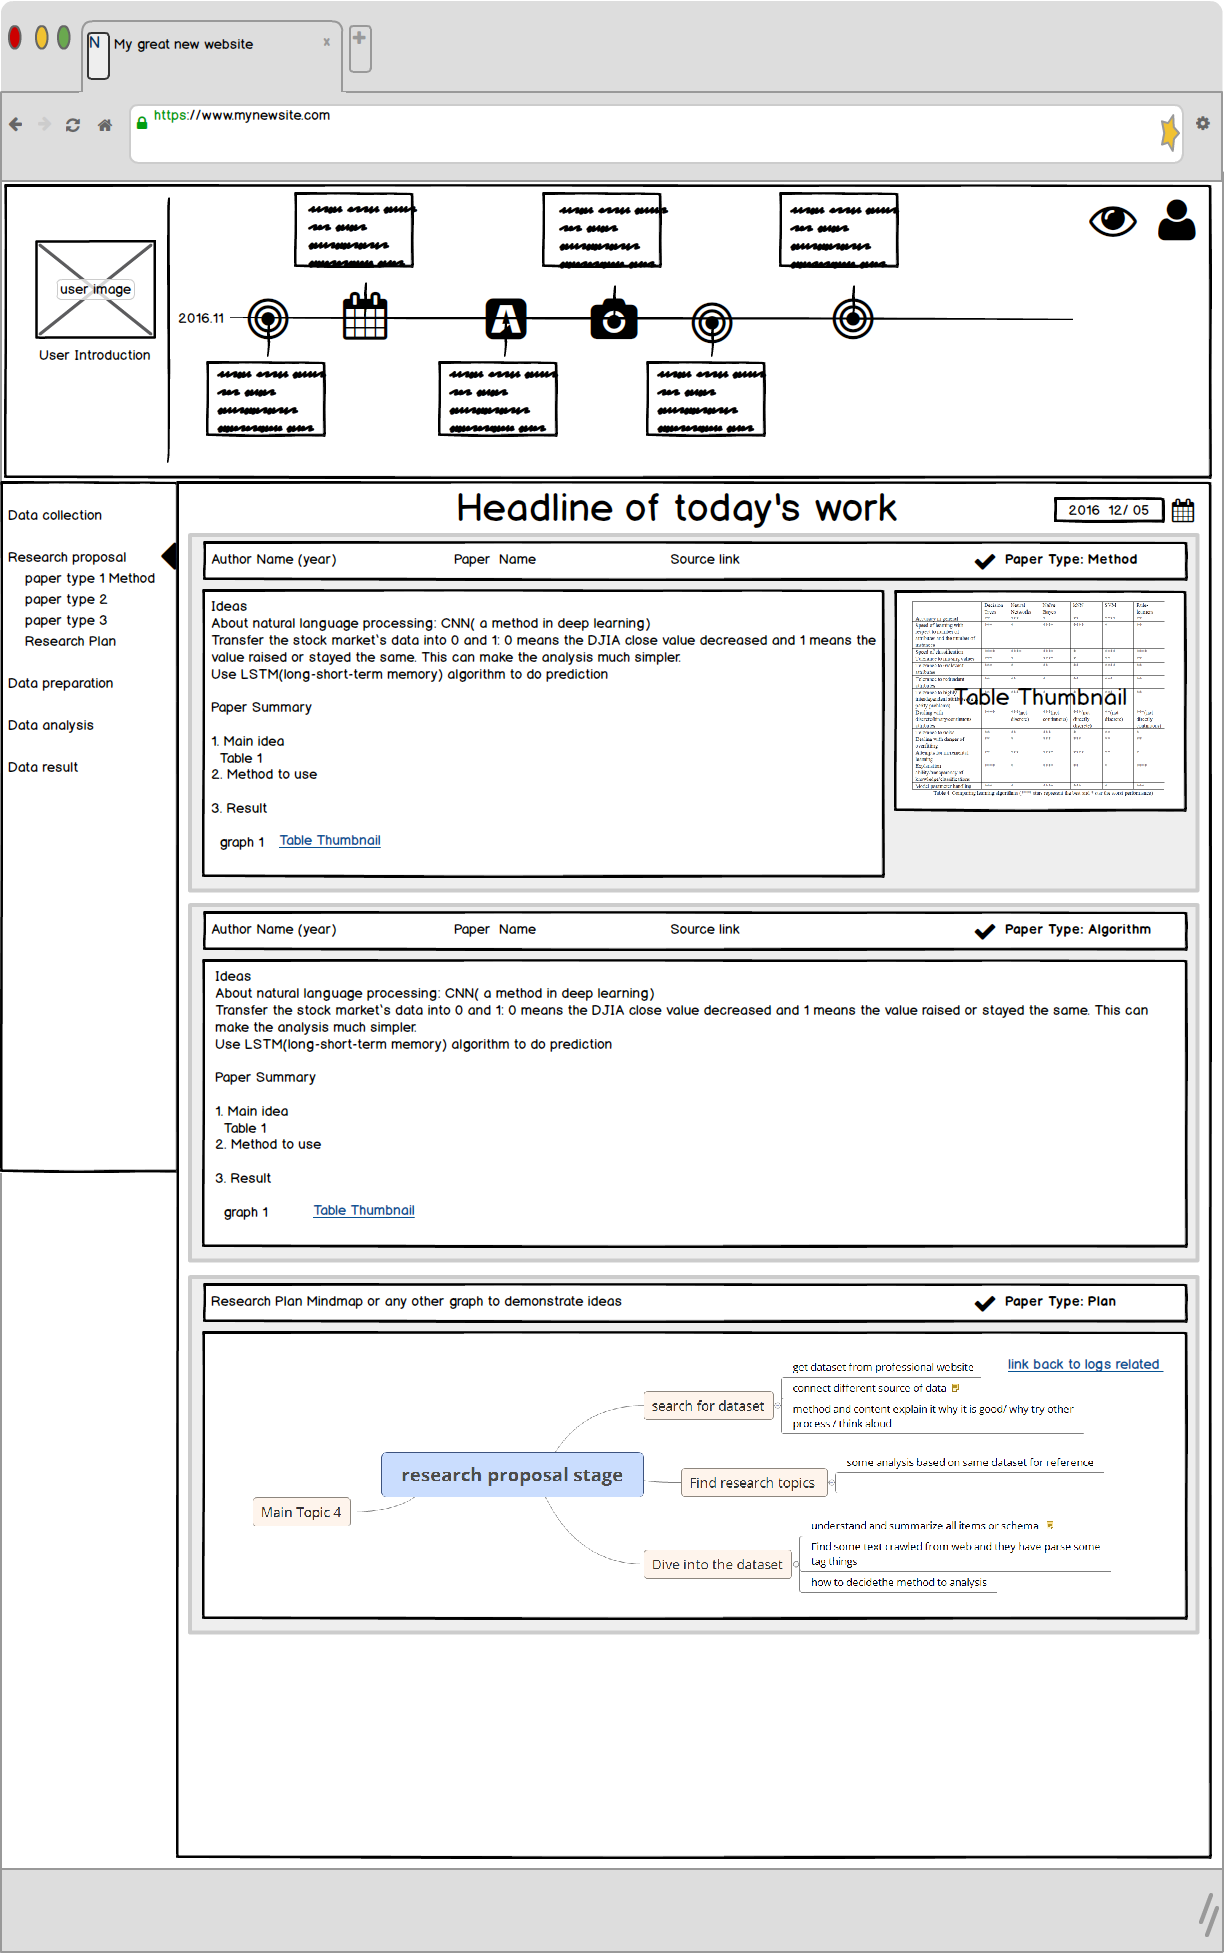 N My great new website x
https://www.mynewsite.com
user image
User Introduction
2016.11
Data collection
Research proposal
paper type 1 Method
paper type 2
paper type 3
Research Plan
Data preparation
Data analysis
Data result
Headline of today's work
2016 12/ 05
Author Name (year) Paper Name Source link Paper Type: Method
Ideas
About natural language processing: CNN( a method in deep learning)
Transfer the stock market`s data into 0 and 1: 0 means the DJIA close value decreased and 1 means the
value raised or stayed the same. This can make the analysis much simpler.
Use LSTM(long-short-term memory) algorithm to do prediction
Paper Summary
1. Main idea
Table 1
2. Method to use
3. Result
graph 1 Table Thumbnail
Table Thumbnail
Author Name (year) Paper Name Source link Paper Type: Algorithm
Ideas
About natural language processing: CNN( a method in deep learning)
Transfer the stock market`s data into 0 and 1: 0 means the DJIA close value decreased and 1 means the value raised or stayed the same. This can
make the analysis much simpler.
Use LSTM(long-short-term memory) algorithm to do prediction
Paper Summary
1. Main idea
Table 1
2. Method to use
3. Result
graph 1 Table Thumbnail
Research Plan Mindmap or any other graph to demonstrate ideas Paper Type: Plan
link back to logs related
get dataset from professional website
connect different source of data
method and content explain it why it is good/ why try other
process / think aloud
search for dataset
research proposal stage
some analysis based on same dataset for reference
Find research topics
Main Topic 4
understand and summarize all items or schema
Find some text crawled from web and they have parse some
tag things
Dive into the dataset
how to decidethe method to analysis